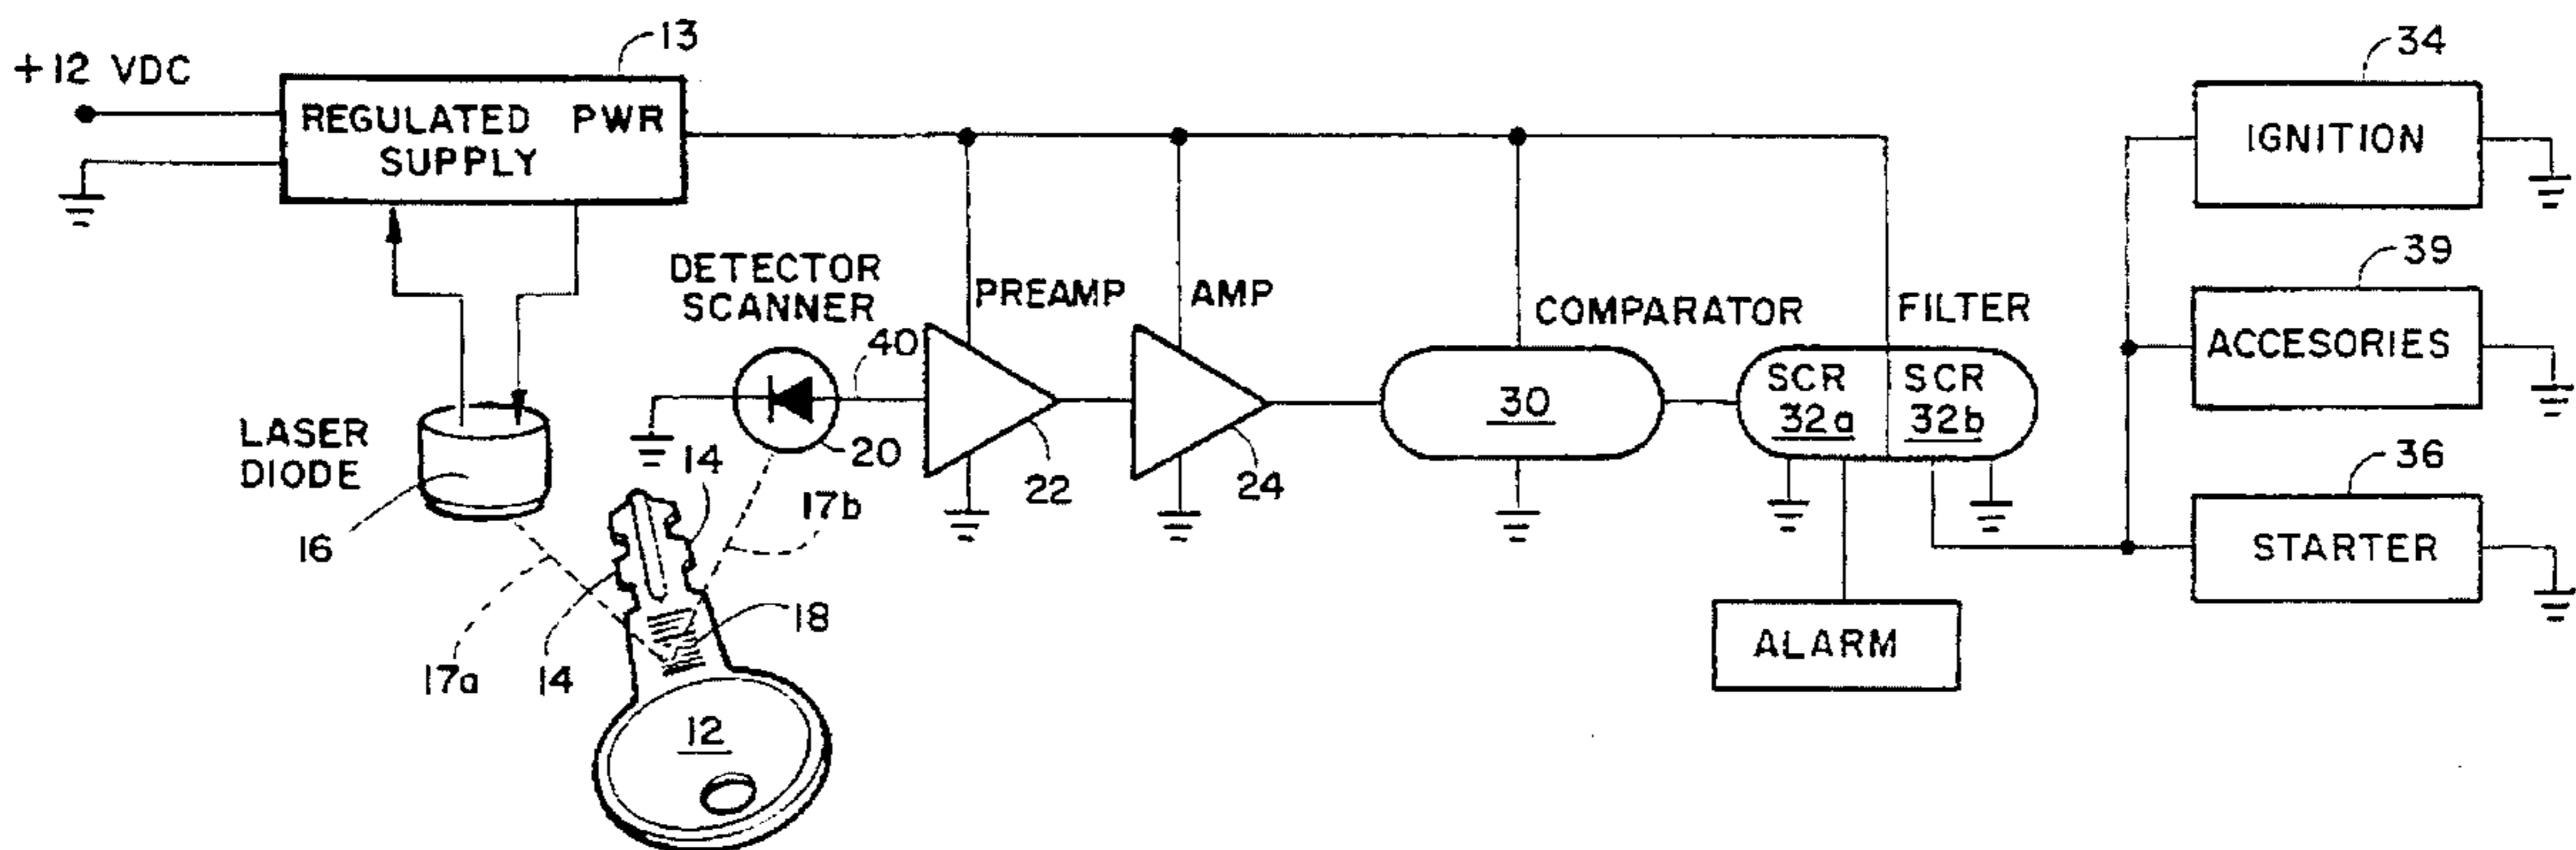 +12 VDC
13
REGULATED PWR
SUPPLY
34
IGNITION
39
ACCESORIES
36
STARTER
DETECTOR
SCANNER
PREAMP
AMP
COMPARATOR
FILTER
40
20
22
24
30
SCR
32a
SCR
32b
LASER
DIODE
16
14
17b
17a
14
18
12
ALARM